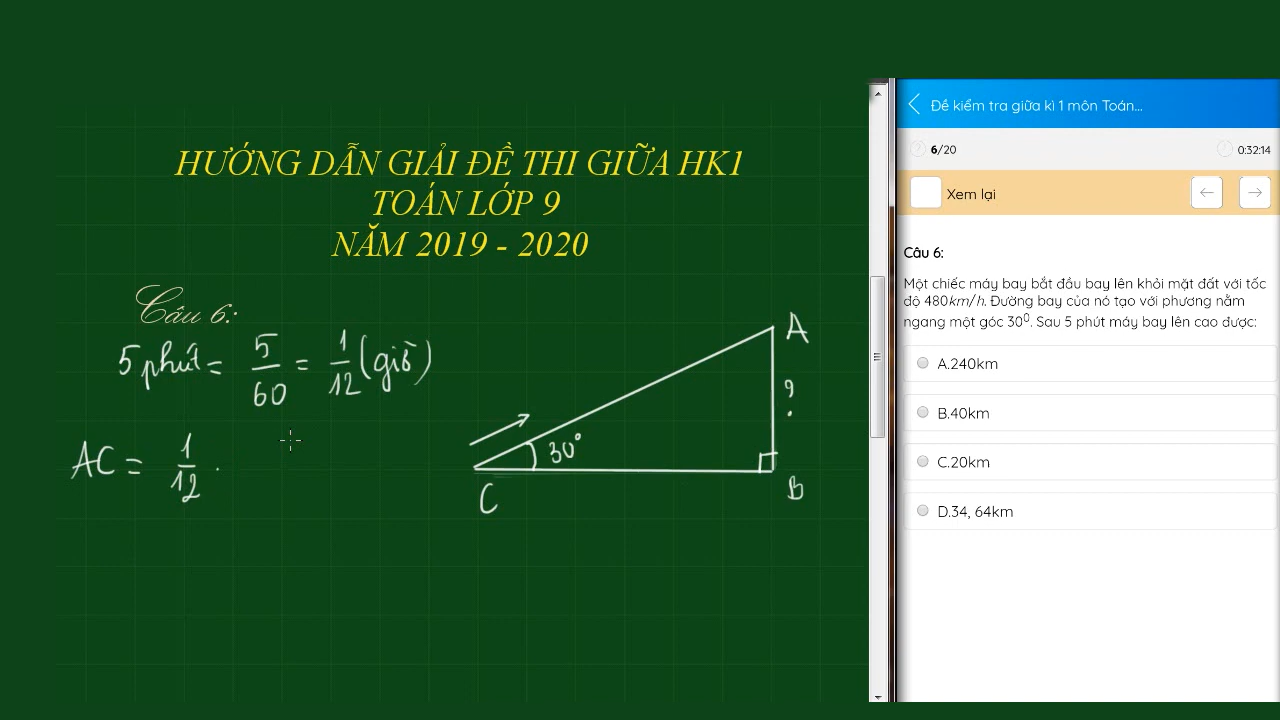 HƯỚNG DẪN GIẢI ĐỀ THI GIỮA HK1
TOÁN LỚP 9
NĂM 2019 - 2020
Câu 6:
5 phút = 5/60 = 1/12 (giờ)
AC = 1/12 .
A
?
30°
C
B
Đề kiểm tra giữa kì 1 môn Toán...
6/20 0:32:14
Xem lại
Câu 6:
Một chiếc máy bay bắt đầu bay lên khỏi mặt đất với tốc
độ 480km/h. Đường bay của nó tạo với phương nằm
ngang một góc 30⁰. Sau 5 phút máy bay lên cao được:
A.240km
B.40km
C.20km
D.34, 64km